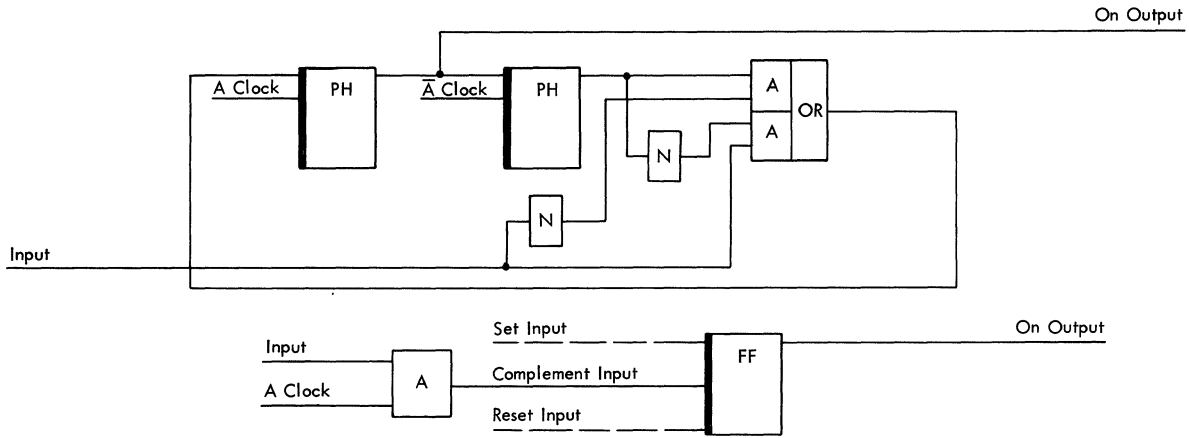 On Output
A Clock
PH
A̅ Clock
PH
A
OR
A
N
N
Input
Set Input
On Output
Input
FF
A
Complement Input
A Clock
Reset Input